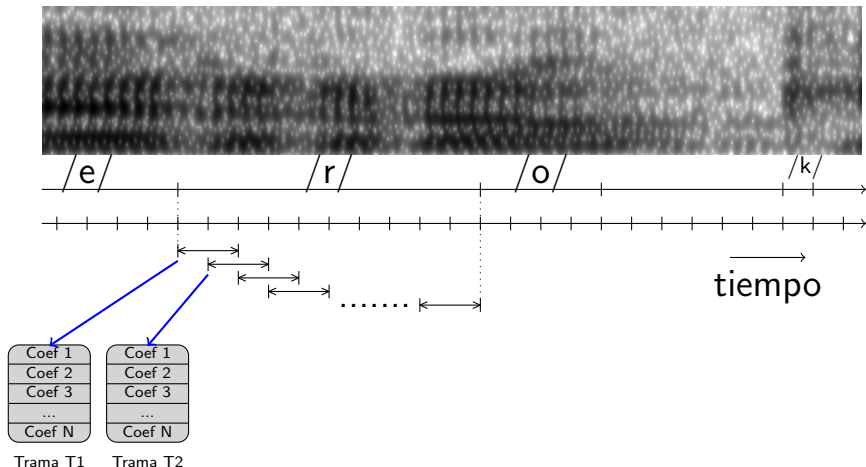 /e/ /r/ /o/ /k/
tiempo
.......
Coef 1 Coef 1
Coef 2 Coef 2
Coef 3 Coef 3
... ...
Coef N Coef N
Trama T1 Trama T2